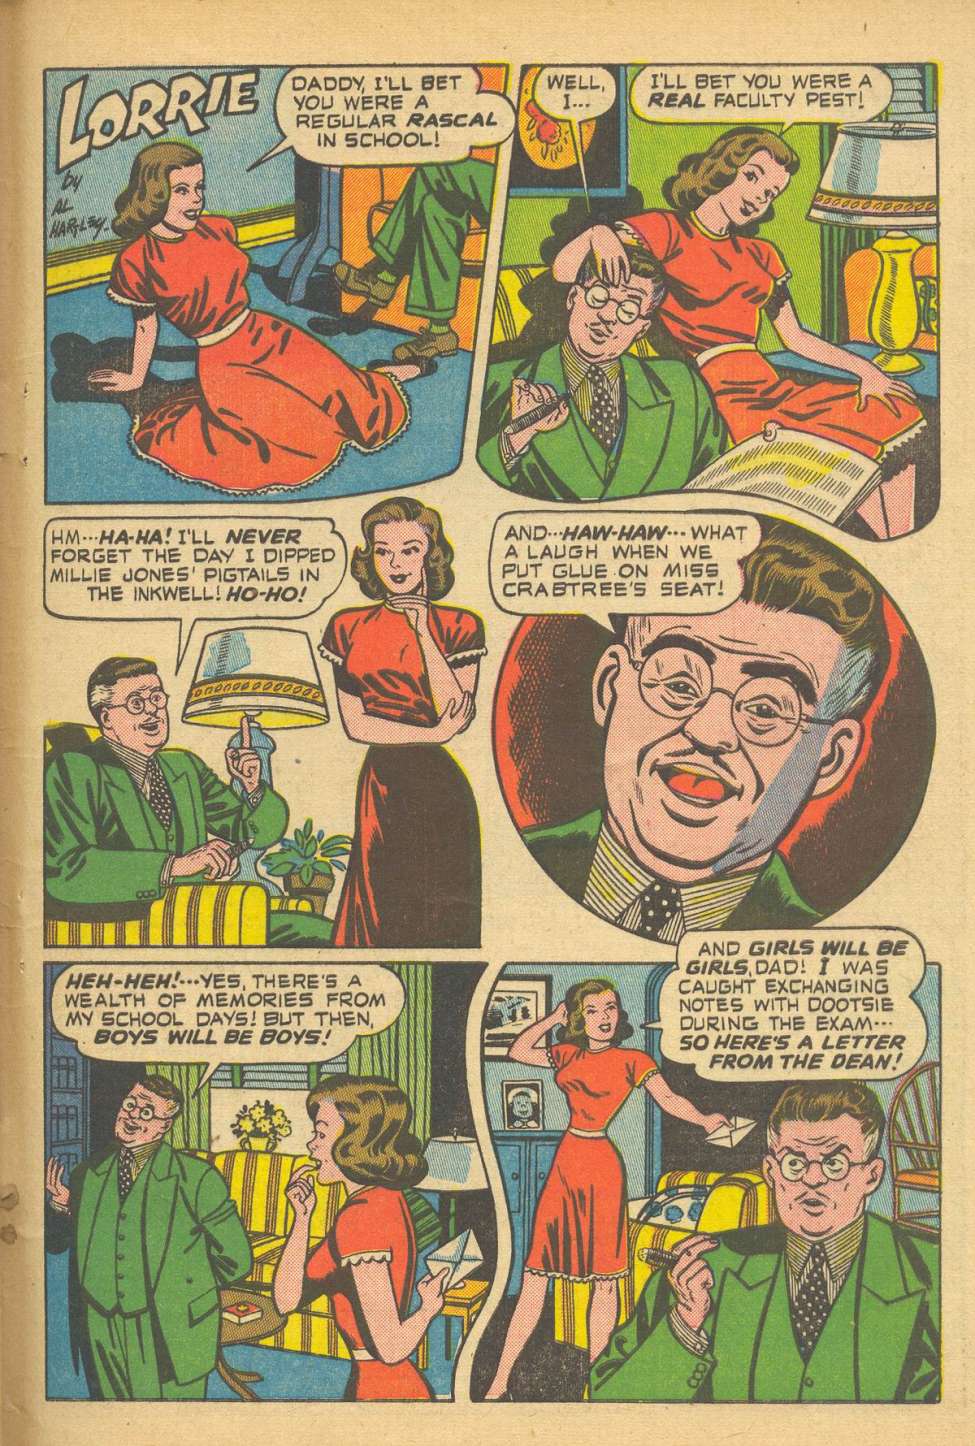 LORRIE
by
AL
HARTLEY-
DADDY, I'LL BET
YOU WERE A
REGULAR RASCAL
IN SCHOOL!
WELL,
I...
I'LL BET YOU WERE A
REAL FACULTY PEST!
HM---HA-HA! I'LL NEVER
FORGET THE DAY I DIPPED
MILLIE JONES' PIGTAILS IN
THE INKWELL! HO-HO!
AND---HAW-HAW---WHAT
A LAUGH WHEN WE
PUT GLUE ON MISS
CRABTREE'S SEAT!
HEH-HEH!---YES, THERE'S A
WEALTH OF MEMORIES FROM
MY SCHOOL DAYS! BUT THEN,
BOYS WILL BE BOYS!
AND GIRLS WILL BE
GIRLS, DAD! I WAS
CAUGHT EXCHANGING
NOTES WITH DOOTSIE
DURING THE EXAM---
SO HERE'S A LETTER
FROM THE DEAN!